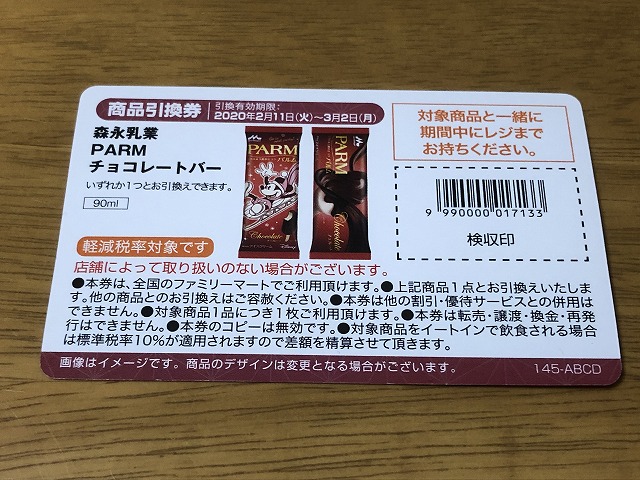 商品引換券
引換有効期限:
2020年2月11日(火)〜3月2日(月)
森永乳業
PARM
チョコレートバー
いずれか1つとお引換えできます。
90ml
PARM
パルム
Chocolate
Disney
PARM
Chocolate
対象商品と一緒に
期間中にレジまで
お持ちください。
9 990000 017133
検収印
軽減税率対象です
店舗によって取り扱いのない場合がございます。
●本券は、全国のファミリーマートでご利用頂けます。●上記商品1点とお引換えいたしま
す。他の商品とのお引換えはご容赦ください。●本券は他の割引・優待サービスとの併用は
できません。●対象商品1品につき1枚ご利用頂けます。●本券は転売・譲渡・換金・再発
行はできません。●本券のコピーは無効です。●対象商品をイートインで飲食される場合
は標準税率10%が適用されますので差額を精算させて頂きます。
画像はイメージです。商品のデザインは変更となる場合がございます。
145-ABCD